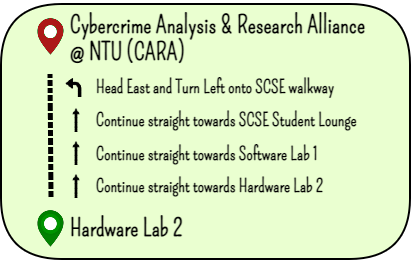 Cybercrime Analysis & Research Alliance
@ NTU (CARA)
Head East and Turn Left onto SCSE walkway
Continue straight towards SCSE Student Lounge
Continue straight towards Software Lab 1
Continue straight towards Hardware Lab 2
Hardware Lab 2